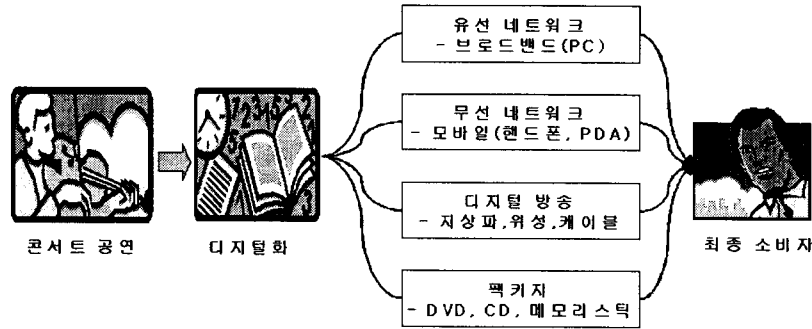 유선 네트워크
- 브로드밴드(PC)
무선 네트워크
- 모바일(핸드폰, PDA)
디지털 방송
- 지상파,위성,케이블
팩키지
- DVD, CD, 메모리스틱
콘서트 공연
디지털화
최종 소비자